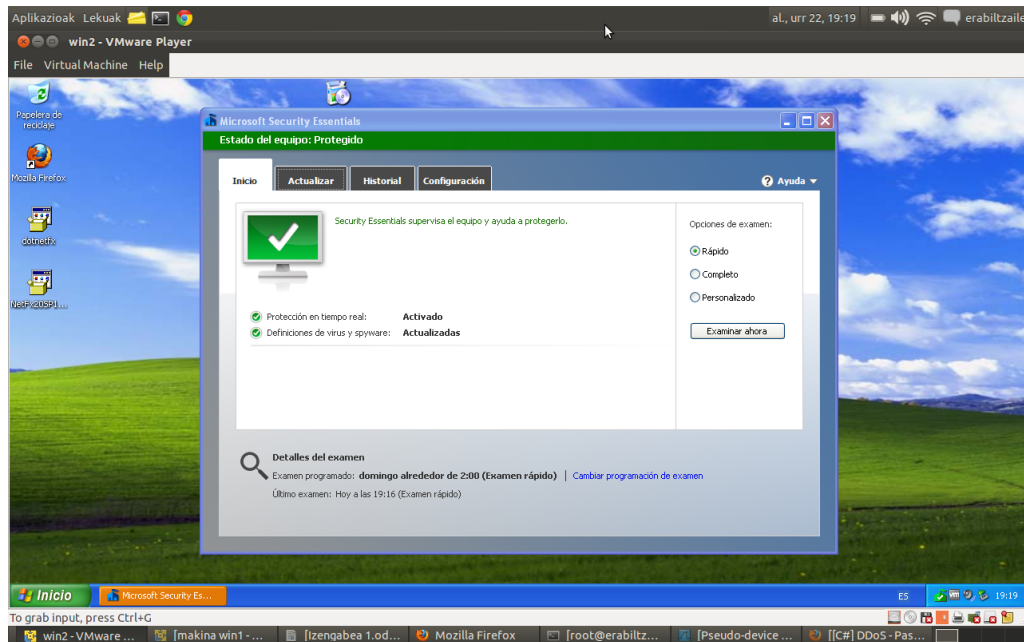 Aplikazioak Lekuak al., urr 22, 19:19 erabiltzaile
win2 - VMware Player
File Virtual Machine Help
Papelera de
reciclaje
Mozilla Firefox
dotnetfx
NetFx20SP1...
Microsoft Security Essentials
Estado del equipo: Protegido
Inicio Actualizar Historial Configuración Ayuda
Security Essentials supervisa el equipo y ayuda a protegerlo.
Opciones de examen:
Rápido
Completo
Personalizado
Examinar ahora
Protección en tiempo real: Activado
Definiciones de virus y spyware: Actualizadas
Detalles del examen
Examen programado: domingo alrededor de 2:00 (Examen rápido) | Cambiar programación de examen
Último examen: Hoy a las 19:16 (Examen rápido)
Inicio Microsoft Security Es... ES 19:19
To grab input, press Ctrl+G
win2 - VMware ... [makina win1 - ... [Izengabea 1.od... Mozilla Firefox [root@erabiltz... [Pseudo-device ... [[C#] DDoS - Pas...